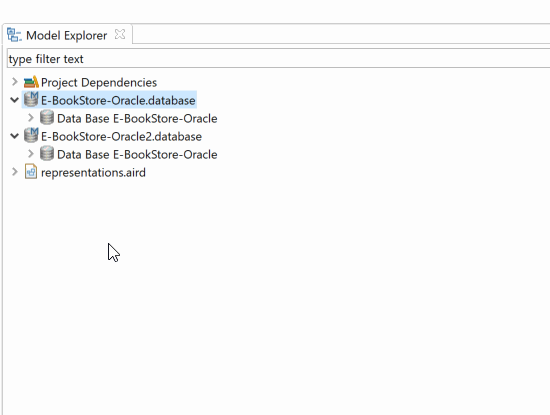 Model Explorer
type filter text
Project Dependencies
E-BookStore-Oracle.database
Data Base E-BookStore-Oracle
E-BookStore-Oracle2.database
Data Base E-BookStore-Oracle
representations.aird